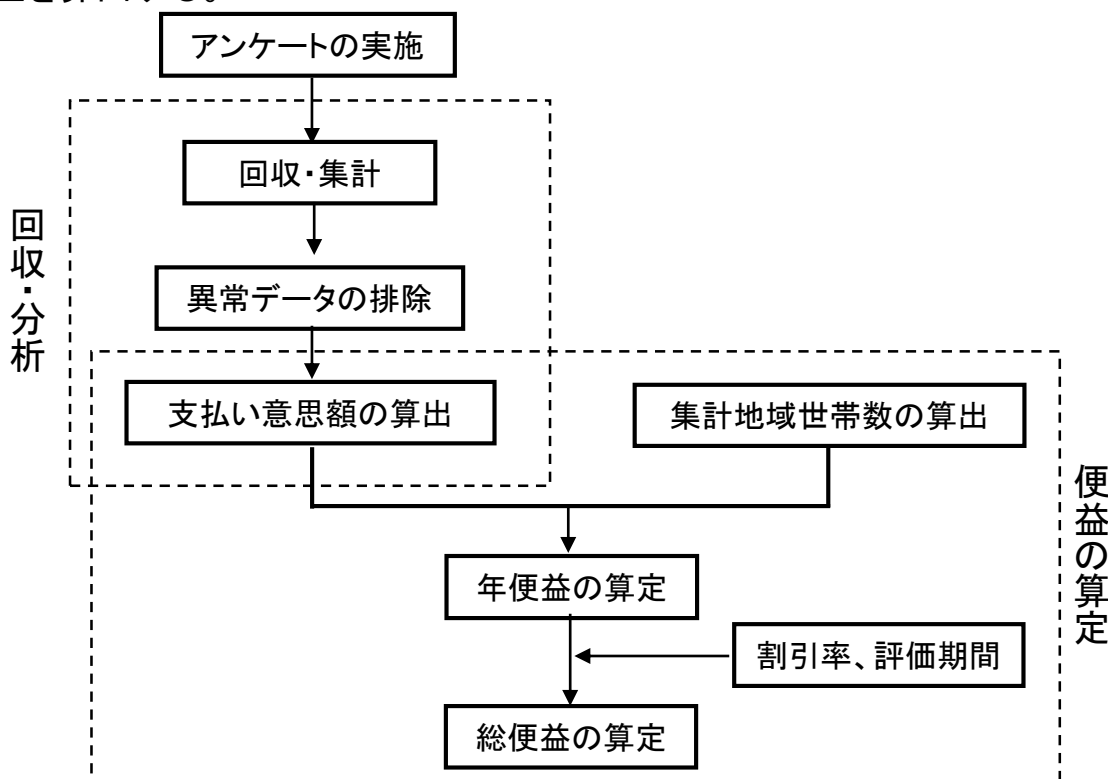 アンケートの実施
回収・集計
回収・分析
異常データの排除
支払い意思額の算出
集計地域世帯数の算出
便益の算定
年便益の算定
割引率、評価期間
総便益の算定